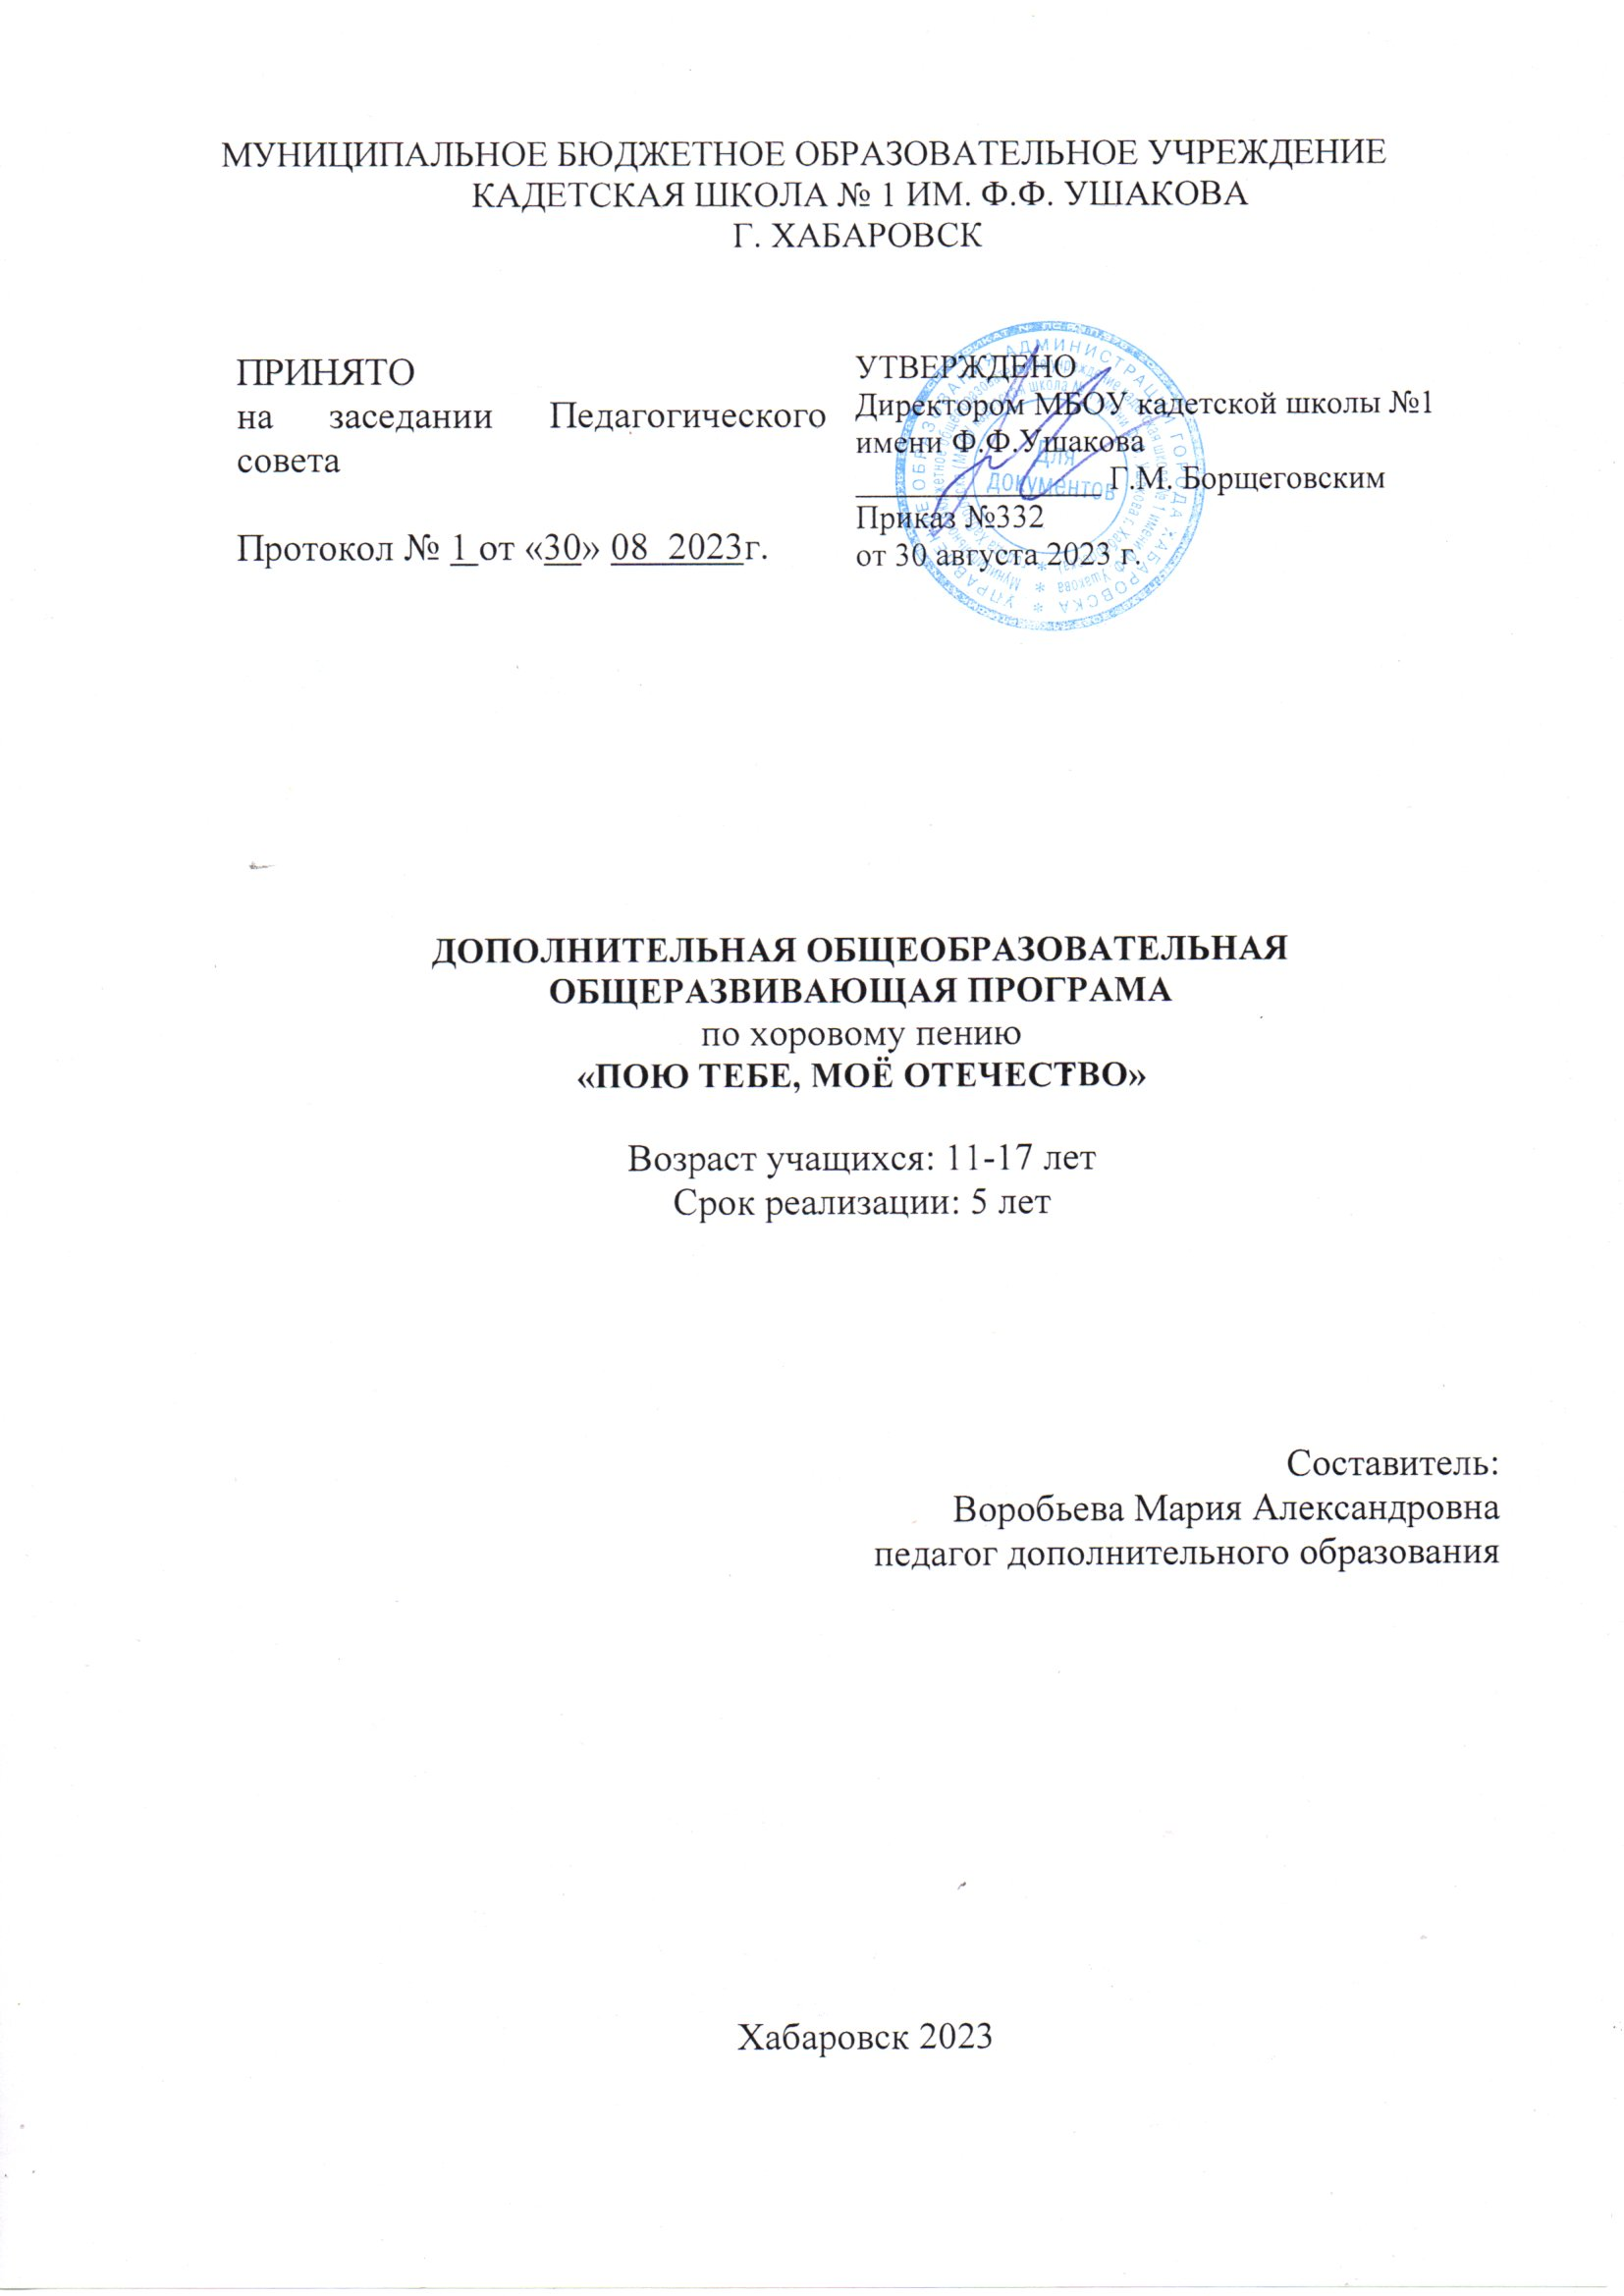 МУНИЦИПАЛЬНОЕ БЮДЖЕТНОЕ ОБРАЗОВАТЕЛЬНОЕ УЧРЕЖДЕНИЕ
КАДЕТСКАЯ ШКОЛА № 1 ИМ. Ф.Ф. УШАКОВА
Г. ХАБАРОВСК
ПРИНЯТО
на заседании Педагогического
совета
Протокол № 1 от «30» 08 2023г.
УТВЕРЖДЕНО
Директором МБОУ кадетской школы №1
имени Ф.Ф.Ушакова
_______________ Г.М. Борщеговским
Приказ №332
от 30 августа 2023 г.
Для
документов
ДОПОЛНИТЕЛЬНАЯ ОБЩЕОБРАЗОВАТЕЛЬНАЯ
ОБЩЕРАЗВИВАЮЩАЯ ПРОГРАМА
по хоровому пению
«ПОЮ ТЕБЕ, МОЁ ОТЕЧЕСТВО»
Возраст учащихся: 11-17 лет
Срок реализации: 5 лет
Составитель:
Воробьева Мария Александровна
педагог дополнительного образования
Хабаровск 2023